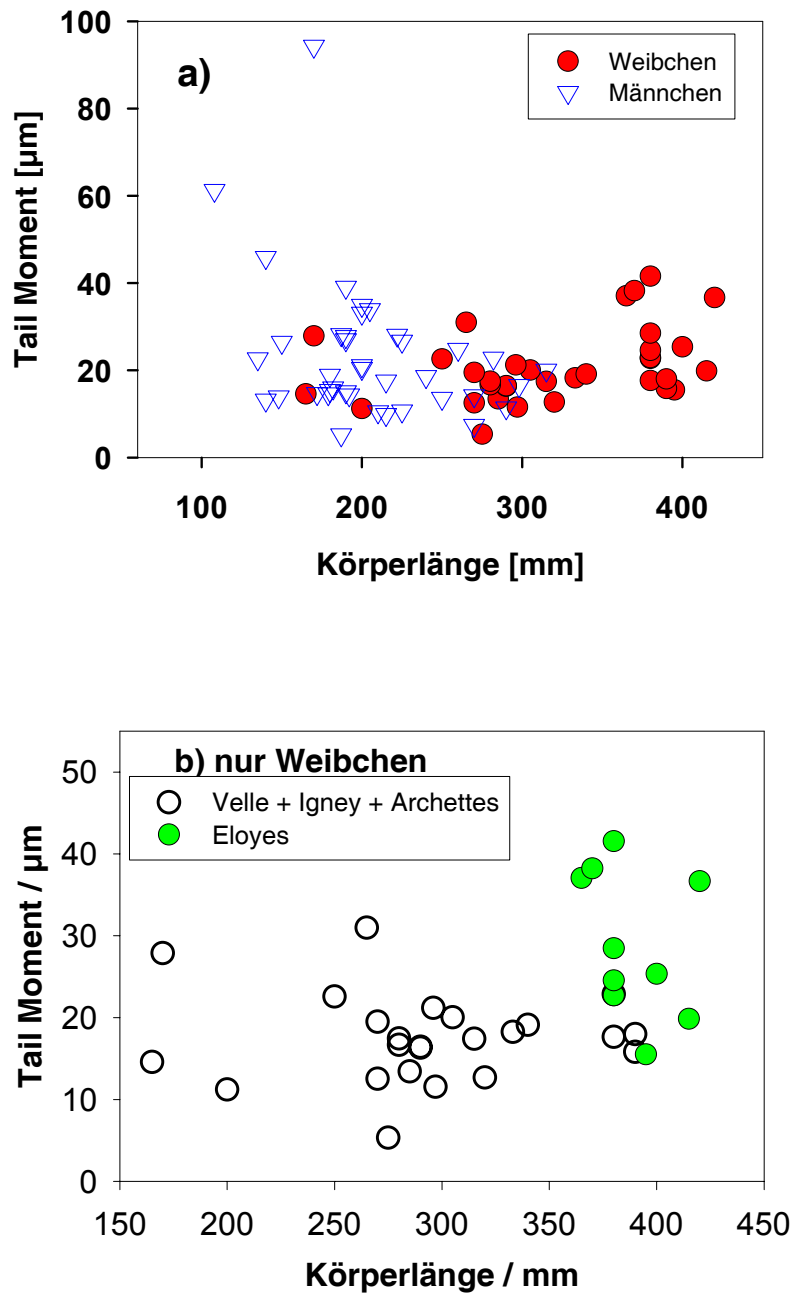 100
80
60
40
20
0
Tail Moment [µm]
a)
Weibchen
Männchen
100
200
300
400
Körperlänge [mm]
b) nur Weibchen
Velle + Igney + Archettes
Eloyes
50
40
30
20
10
0
Tail Moment / µm
150
200
250
300
350
400
450
Körperlänge / mm